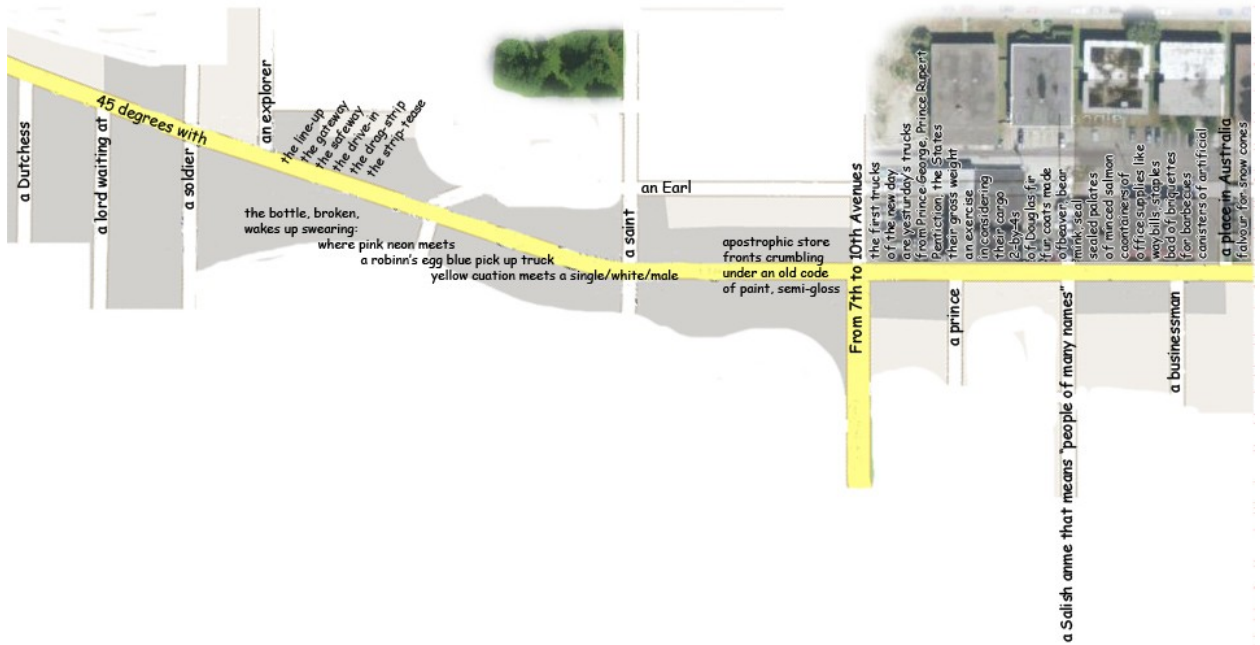 a Dutchess
45 degrees with
a lord waiting at
a soldier
an explorer
the line-up
the gateway
the safeway
the drive-in
the drag-strip
the strip-tease
the bottle, broken,
wakes up swearing:
where pink neon meets
a robinn's egg blue pick up truck
yellow cuation meets a single/white/male
a saint
an Earl
apostrophic store
fronts crumbling
under an old code
of paint, semi-gloss
From 7th to 10th Avenues
the first trucks
of the new day
are yesturday's trucks
from Prince George, Prince Rupert
Penticton, the States
their gross weight
an exercise
in considering
their cargo
2-by-4s
of Douglas fir
fur coats made
of beaver, bear
mink, seal
sealed palates
of minced salmon
caontainers of
office supplies like
way bills, staples
bad of briquettes
for barbecues
canisters of artificial
falvour for snow cones
a prince
a Salish anme that means "people of many names"
a businessman
a place in Australia